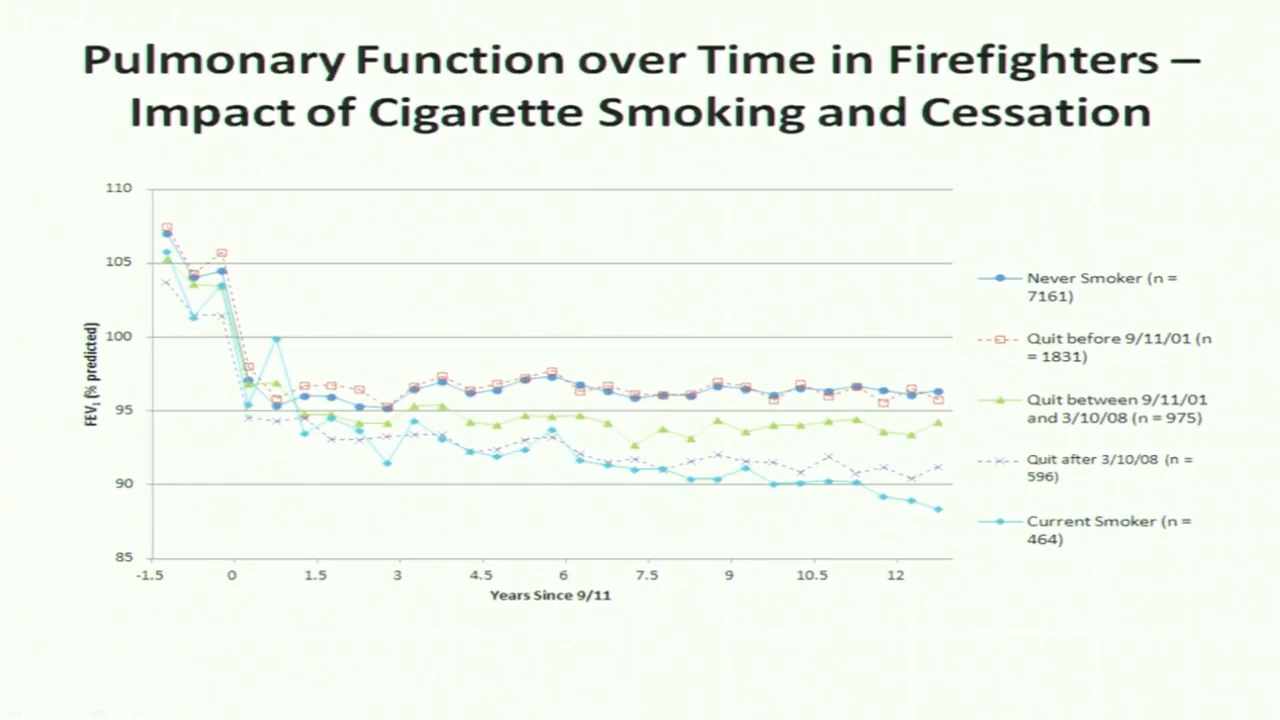 Pulmonary Function over Time in Firefighters –
Impact of Cigarette Smoking and Cessation
110
105
100
95
90
85
FEV₁ (% predicted)
-1.5 0 1.5 3 4.5 6 7.5 9 10.5 12
Years Since 9/11
Never Smoker (n =
7161)
Quit before 9/11/01 (n
= 1831)
Quit between 9/11/01
and 3/10/08 (n = 975)
Quit after 3/10/08 (n =
596)
Current Smoker (n =
464)